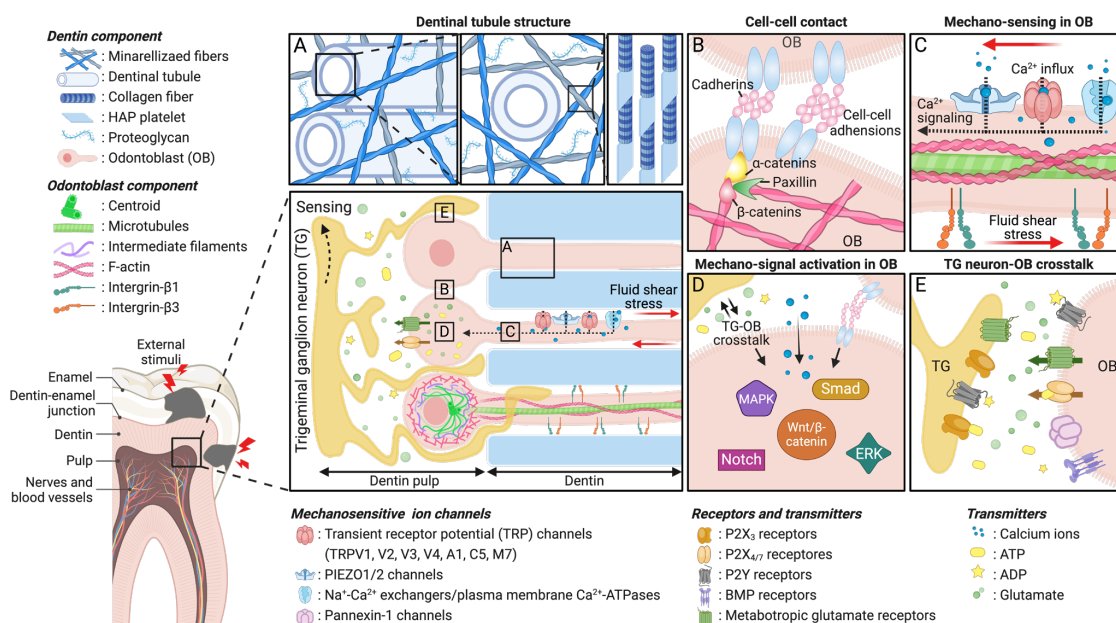 Dentin component
: Minarellizaed fibers
: Dentinal tubule
: Collagen fiber
: HAP platelet
: Proteoglycan
: Odontoblast (OB)
Odontoblast component
: Centroid
: Microtubules
: Intermediate filaments
: F-actin
: Intergrin-β1
: Intergrin-β3
External
stimuli
Enamel
Dentin-enamel
junction
Dentin
Pulp
Nerves and
blood vessels
Dentinal tubule structure
A
Sensing
Trigeminal ganglion neuron (TG)
E
A
B
D
C
Fluid shear
stress
Dentin pulp
Dentin
Cell-cell contact
B
OB
Cadherins
Cell-cell
adhensions
α-catenins
Paxillin
β-catenins
OB
Mechano-sensing in OB
C
Ca²⁺ influx
Ca²⁺
signaling
Fluid shear
stress
Mechano-signal activation in OB
D
TG-OB
crosstalk
MAPK
Smad
Wnt/β-
catenin
Notch
ERK
TG neuron-OB crosstalk
E
TG
OB
Mechanosensitive ion channels
: Transient receptor potential (TRP) channels
(TRPV1, V2, V3, V4, A1, C5, M7)
: PIEZO1/2 channels
: Na⁺-Ca²⁺ exchangers/plasma membrane Ca²⁺-ATPases
: Pannexin-1 channels
Receptors and transmitters
: P2X₃ receptors
: P2X₄/₇ receptores
: P2Y receptors
: BMP receptors
: Metabotropic glutamate receptors
Transmitters
: Calcium ions
: ATP
: ADP
: Glutamate